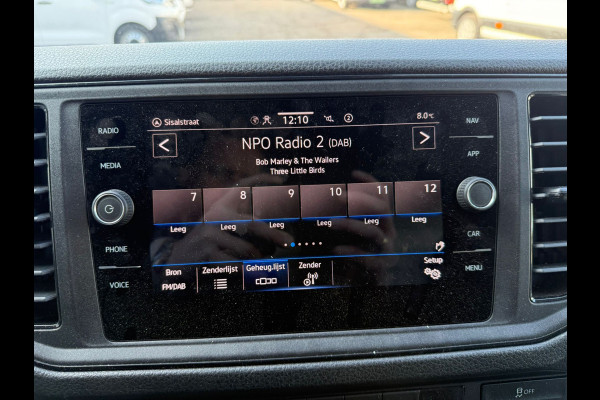 Sisalstraat 12:10 2 8.0°C
RADIO
MEDIA
PHONE
VOICE
NAV
APP
CAR
MENU
< NPO Radio 2 (DAB) >
Bob Marley & The Wailers
Three Little Birds
7 8 9 10 11 12
Leeg Leeg Leeg Leeg Leeg Leeg
Bron Zenderlijst Geheug.lijst Zender Setup
FM/DAB
OFF